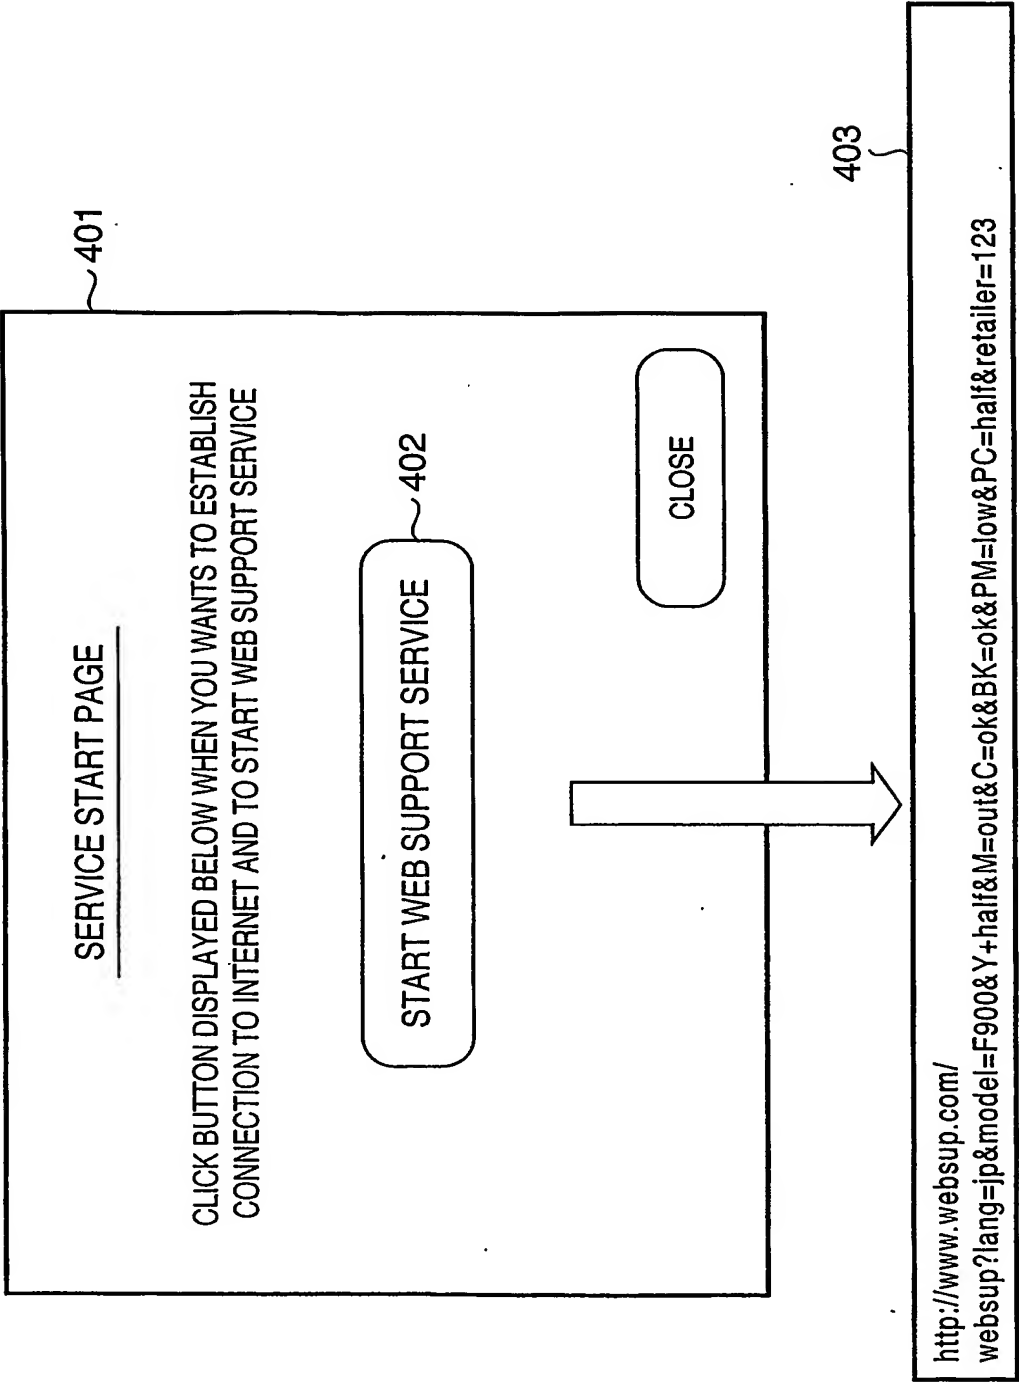 401
SERVICE START PAGE
CLICK BUTTON DISPLAYED BELOW WHEN YOU WANTS TO ESTABLISH
CONNECTION TO INTERNET AND TO START WEB SUPPORT SERVICE
402
START WEB SUPPORT SERVICE
CLOSE
403
http://www.websup.com/
websup?lang=jp&model=F900&Y+half&M=out&C=ok&BK=ok&PM=low&PC=half&retailer=123